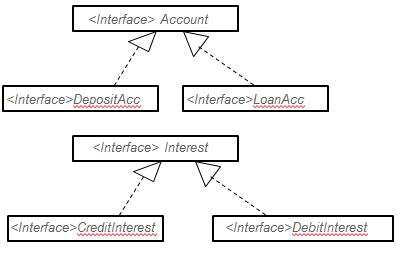 <Interface> Account
<Interface>DepositAcc
<Interface>LoanAcc
<Interface> Interest
<Interface>CreditInterest
<Interface>DebitInterest